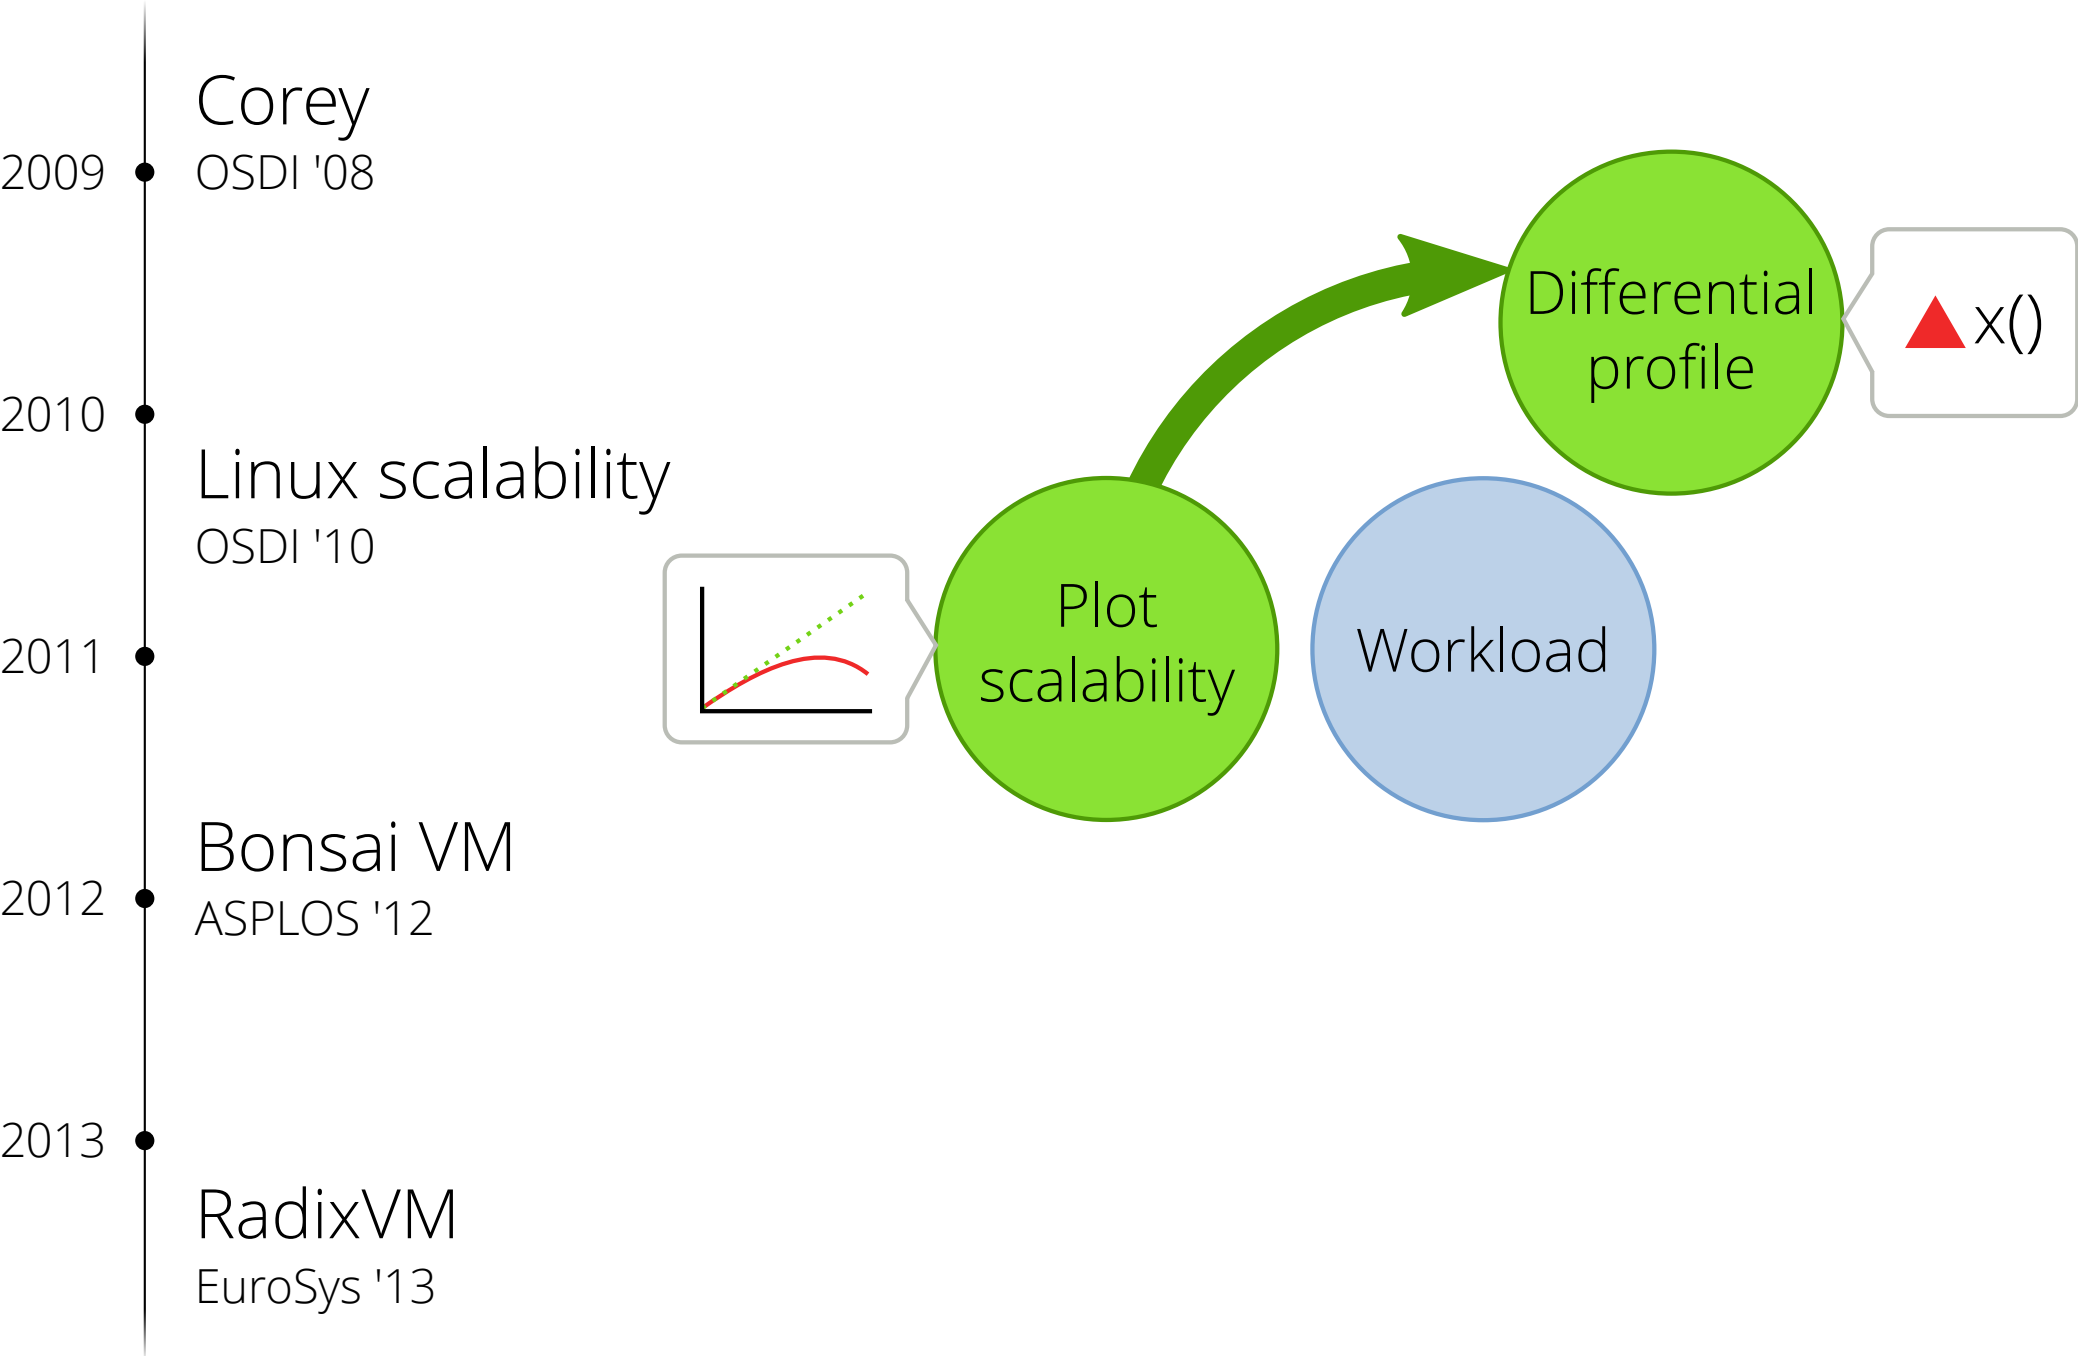 Corey
2009
OSDI '08
2010
Linux scalability
OSDI '10
2011
Bonsai VM
2012
ASPLOS '12
2013
RadixVM
EuroSys '13
Plot
scalability
Workload
Differential
profile
x()